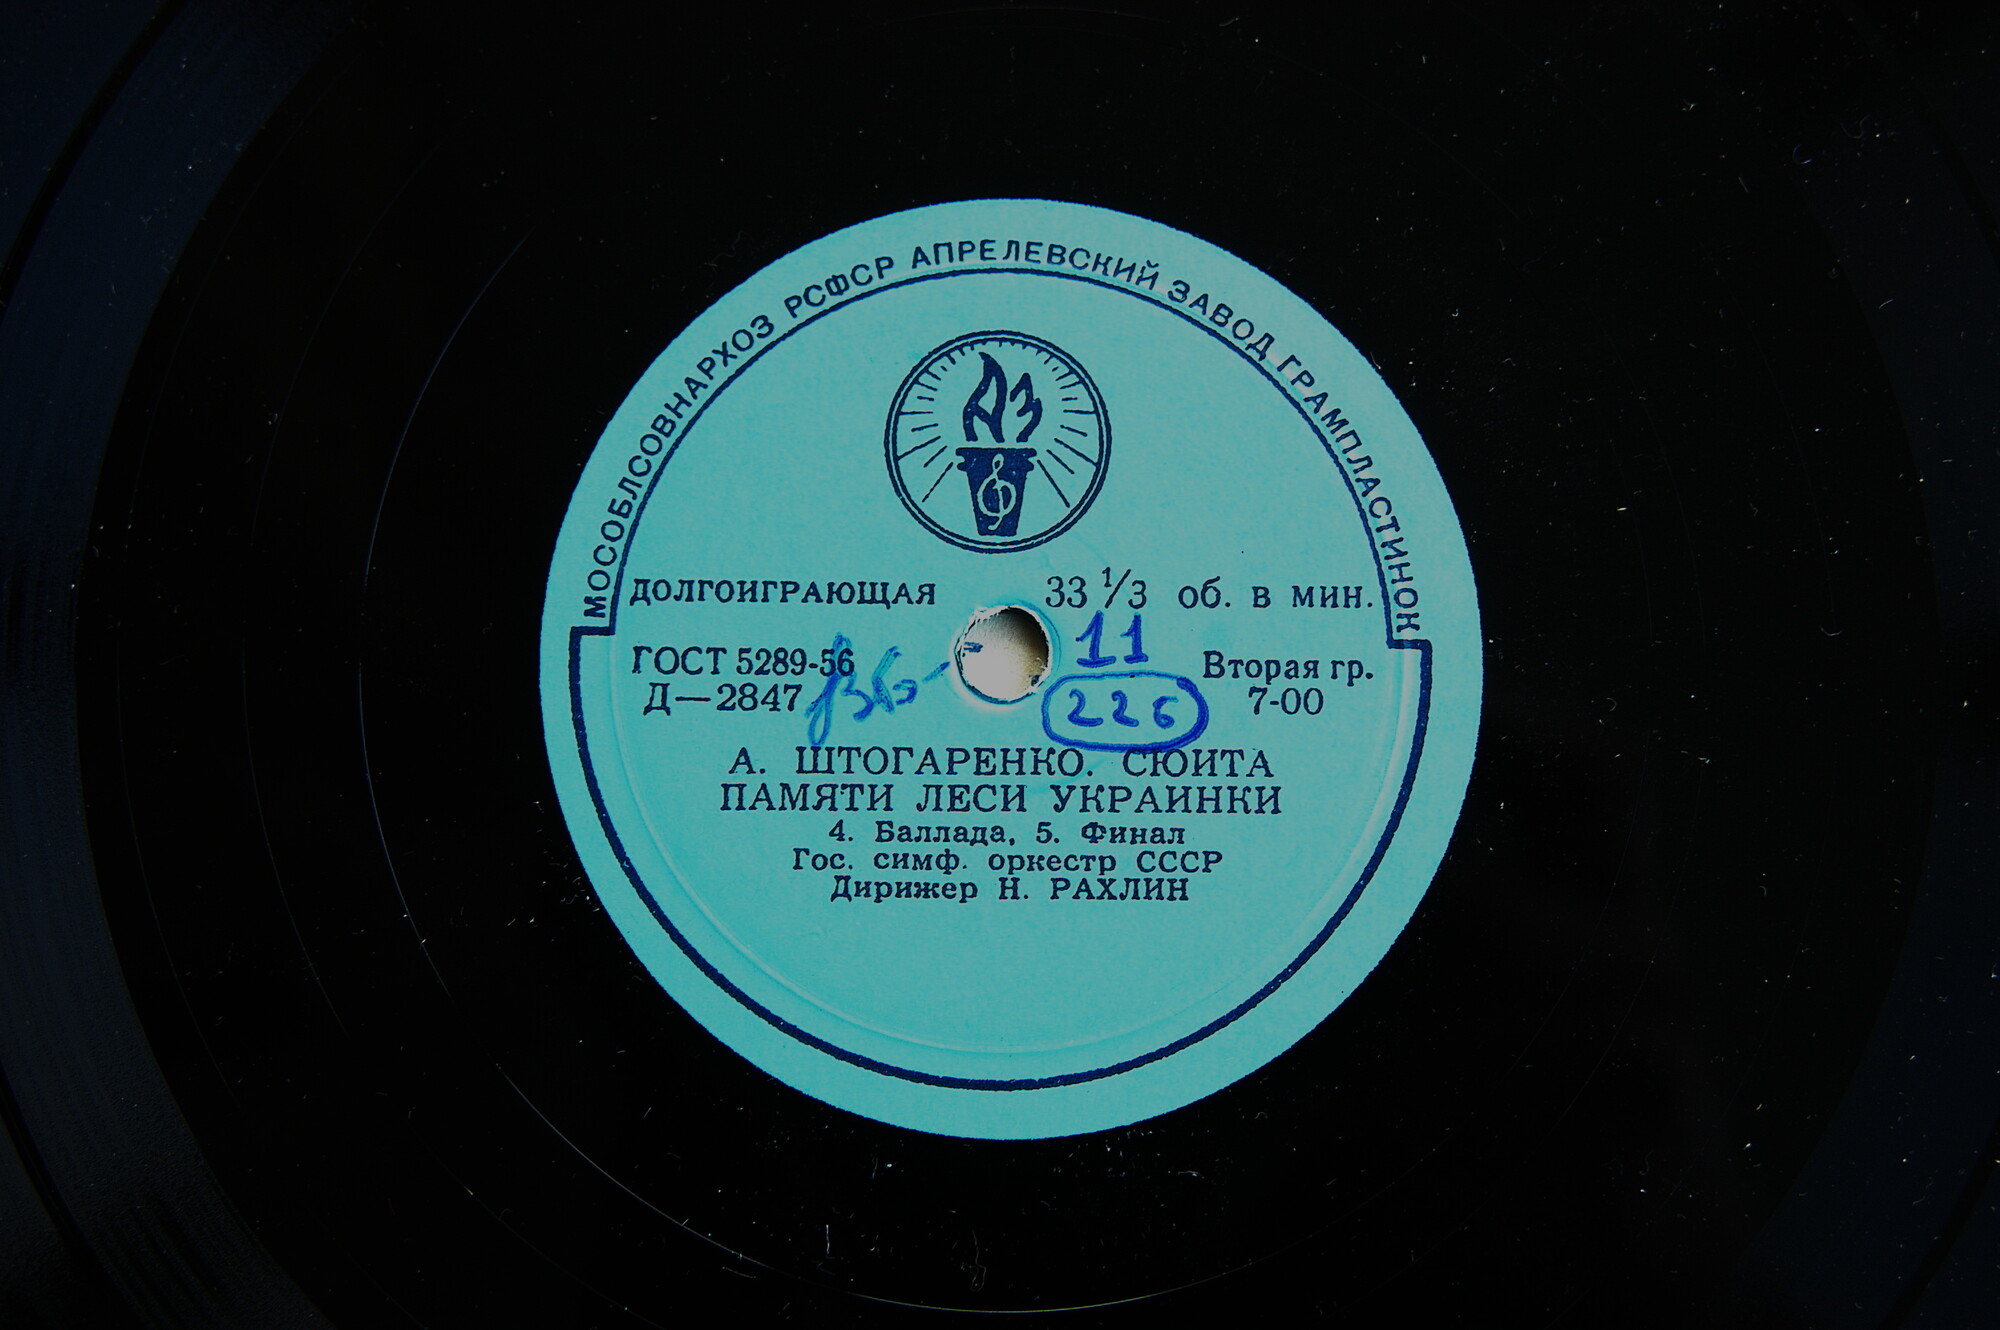 МОСОБЛСОВНАРХОЗ РСФСР АПРЕЛЕВСКИЙ ЗАВОД ГРАМПЛАСТИНОК
АЗ
ДОЛГОИГРАЮЩАЯ 33 1/3 об. в мин.
11
ГОСТ 5289-56 Вторая гр.
Д—2847 226 7-00
А. ШТОГАРЕНКО. СЮИТА
ПАМЯТИ ЛЕСИ УКРАИНКИ
4. Баллада, 5. Финал
Гос. симф. оркестр СССР
Дирижер Н. РАХЛИН